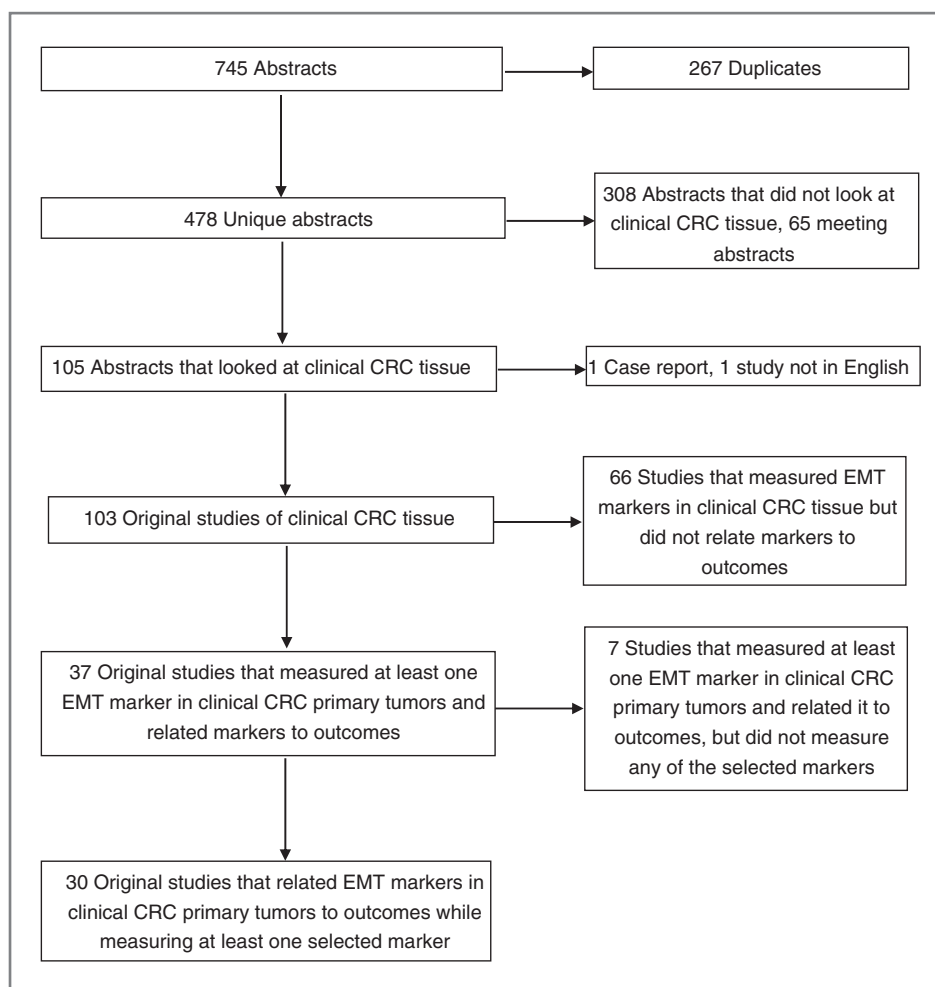 745 Abstracts
267 Duplicates
478 Unique abstracts
308 Abstracts that did not look at
clinical CRC tissue, 65 meeting
abstracts
105 Abstracts that looked at clinical CRC tissue
1 Case report, 1 study not in English
103 Original studies of clinical CRC tissue
66 Studies that measured EMT
markers in clinical CRC tissue but
did not relate markers to
outcomes
37 Original studies that measured at least one
EMT marker in clinical CRC primary tumors and
related markers to outcomes
7 Studies that measured at least
one EMT marker in clinical CRC
primary tumors and related it to
outcomes, but did not measure
any of the selected markers
30 Original studies that related EMT markers in
clinical CRC primary tumors to outcomes while
measuring at least one selected marker